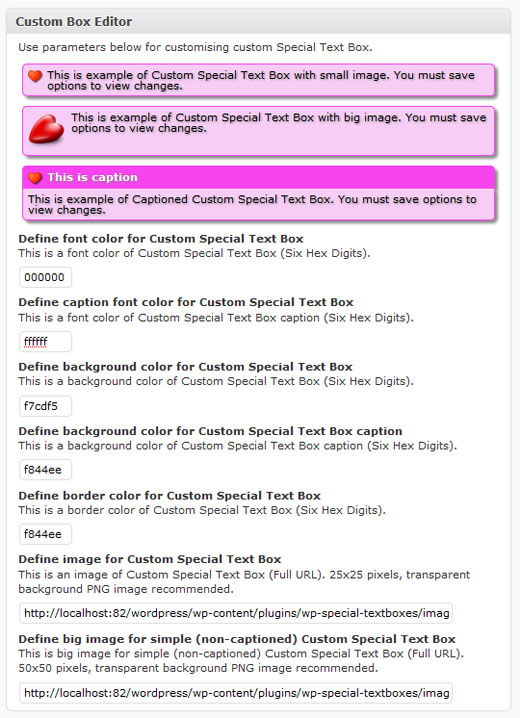 Custom Box Editor
Use parameters below for customising custom Special Text Box.
This is example of Custom Special Text Box with small image. You must save
options to view changes.
This is example of Custom Special Text Box with big image. You must save
options to view changes.
This is caption
This is example of Captioned Custom Special Text Box. You must save options to
view changes.
Define font color for Custom Special Text Box
This is a font color of Custom Special Text Box (Six Hex Digits).
000000
Define caption font color for Custom Special Text Box
This is a font color of Custom Special Text Box caption (Six Hex Digits).
ffffff
Define background color for Custom Special Text Box
This is a background color of Custom Special Text Box (Six Hex Digits).
f7cdf5
Define background color for Custom Special Text Box caption
This is a background color of Custom Special Text Box caption (Six Hex Digits).
f844ee
Define border color for Custom Special Text Box
This is a border color of Custom Special Text Box (Six Hex Digits).
f844ee
Define image for Custom Special Text Box
This is an image of Custom Special Text Box (Full URL). 25x25 pixels, transparent
background PNG image recommended.
http://localhost:82/wordpress/wp-content/plugins/wp-special-textboxes/imag
Define big image for simple (non-captioned) Custom Special Text Box
This is big image for simple (non-captioned) Custom Special Text Box (Full URL).
50x50 pixels, transparent background PNG image recommended.
http://localhost:82/wordpress/wp-content/plugins/wp-special-textboxes/imag